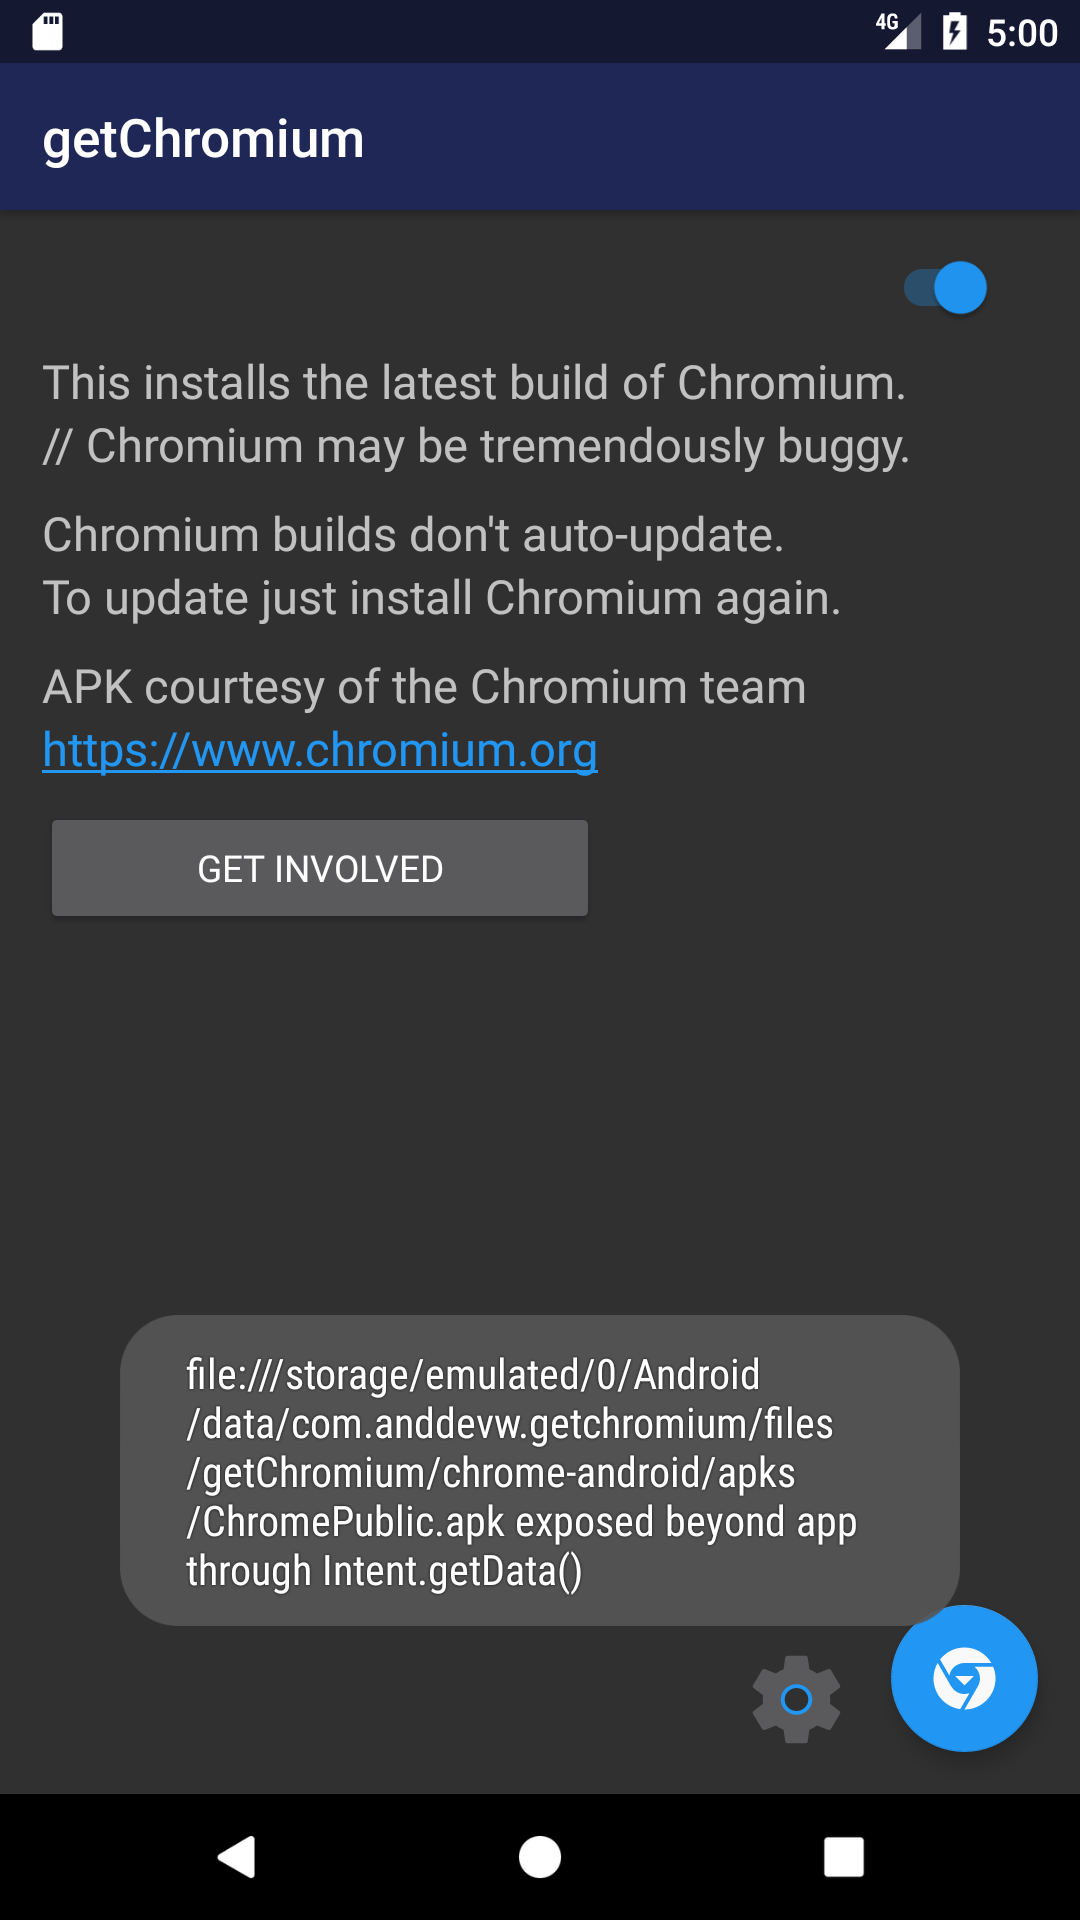 4G 5:00
getChromium
This installs the latest build of Chromium.
// Chromium may be tremendously buggy.
Chromium builds don't auto-update.
To update just install Chromium again.
APK courtesy of the Chromium team
https://www.chromium.org
GET INVOLVED
file:///storage/emulated/0/Android
/data/com.anddevw.getchromium/files
/getChromium/chrome-android/apks
/ChromePublic.apk exposed beyond app
through Intent.getData()